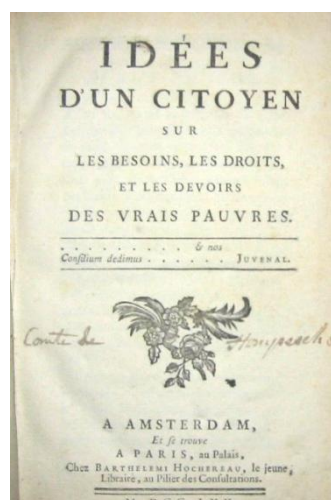 IDÉES
D'UN CITOYEN
SUR
LES BESOINS, LES DROITS,
ET LES DEVOIRS
DES VRAIS PAUVRES.
. . . . . . . . . & nos
Consilium dedimus . . . . . . JUVENAL.
Comte de
A AMSTERDAM,
Et se trouve
A PARIS, au Palais,
Chez BARTHELEMI HOCHEREAU, le jeune,
Libraire, au Pilier des Consultations.